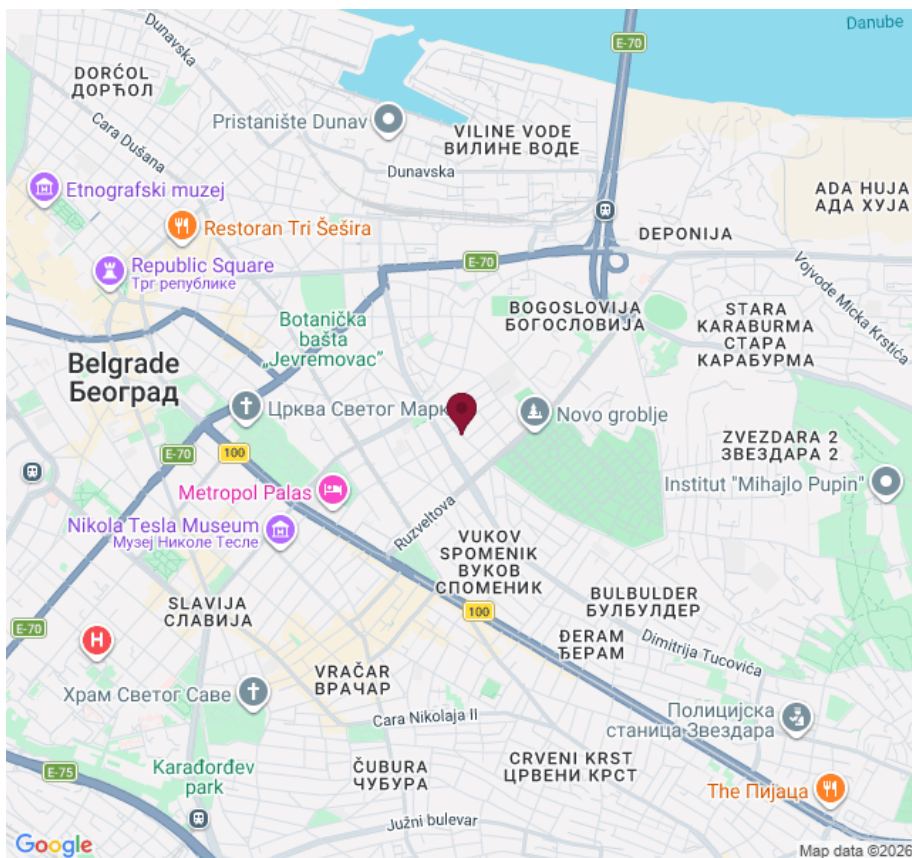 Danube
E-70
Dunavska
DORĆOL
ДОРЋОЛ
Cara Dušana
Pristanište Dunav
VILINE VODE
ВИЛИНЕ ВОДЕ
Dunavska
Etnografski muzej
ADA HUJA
АДА ХУЈА
Restoran Tri Šešira
DEPONIJA
E-70
Republic Square
Трг републике
Vojvode Micka Krstića
BOGOSLOVIJA
БОГОСЛОВИЈА
STARA
KARABURMA
СТАРА
КАРАБУРМА
Botanička
bašta
„Jevremovac”
Belgrade
Београд
Црква Светог Марк
Novo groblje
E-70
100
ZVEZDARA 2
ЗВЕЗДАРА 2
Metropol Palas
Institut "Mihajlo Pupin"
Nikola Tesla Museum
Музеј Николе Тесле
Ruzveltova
VUKOV
SPOMENIK
ВУКОВ
СПОМЕНИК
SLAVIJA
СЛАВИЈА
BULBULDER
БУЛБУЛДЕР
100
E-70
H
ĐERAM
ЂЕРАМ
Dimitrija Tucovića
VRAČAR
ВРАЧАР
Храм Светог Саве
Cara Nikolaja II
Полицијска
станица Звездара
E-75
Karađorđev
park
ČUBURA
ЧУБУРА
CRVENI KRST
ЦРВЕНИ КРСТ
The Пијаца
Južni bulevar
Google
Map data ©2026